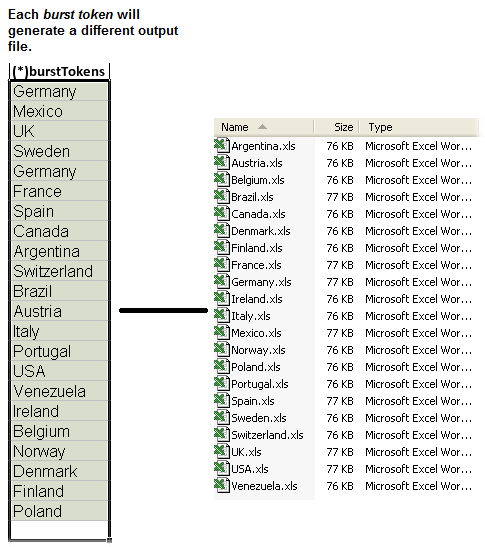 Each burst token will
generate a different output
file.
(*)burstTokens
Germany
Mexico
UK
Sweden
Germany
France
Spain
Canada
Argentina
Switzerland
Brazil
Austria
Italy
Portugal
USA
Venezuela
Ireland
Belgium
Norway
Denmark
Finland
Poland
Name Size Type
Argentina.xls 76 KB Microsoft Excel Wor...
Austria.xls 76 KB Microsoft Excel Wor...
Belgium.xls 76 KB Microsoft Excel Wor...
Brazil.xls 77 KB Microsoft Excel Wor...
Canada.xls 76 KB Microsoft Excel Wor...
Denmark.xls 76 KB Microsoft Excel Wor...
Finland.xls 76 KB Microsoft Excel Wor...
France.xls 77 KB Microsoft Excel Wor...
Germany.xls 77 KB Microsoft Excel Wor...
Ireland.xls 76 KB Microsoft Excel Wor...
Italy.xls 76 KB Microsoft Excel Wor...
Mexico.xls 77 KB Microsoft Excel Wor...
Norway.xls 76 KB Microsoft Excel Wor...
Poland.xls 76 KB Microsoft Excel Wor...
Portugal.xls 76 KB Microsoft Excel Wor...
Spain.xls 77 KB Microsoft Excel Wor...
Sweden.xls 76 KB Microsoft Excel Wor...
Switzerland.xls 76 KB Microsoft Excel Wor...
UK.xls 77 KB Microsoft Excel Wor...
USA.xls 77 KB Microsoft Excel Wor...
Venezuela.xls 76 KB Microsoft Excel Wor...